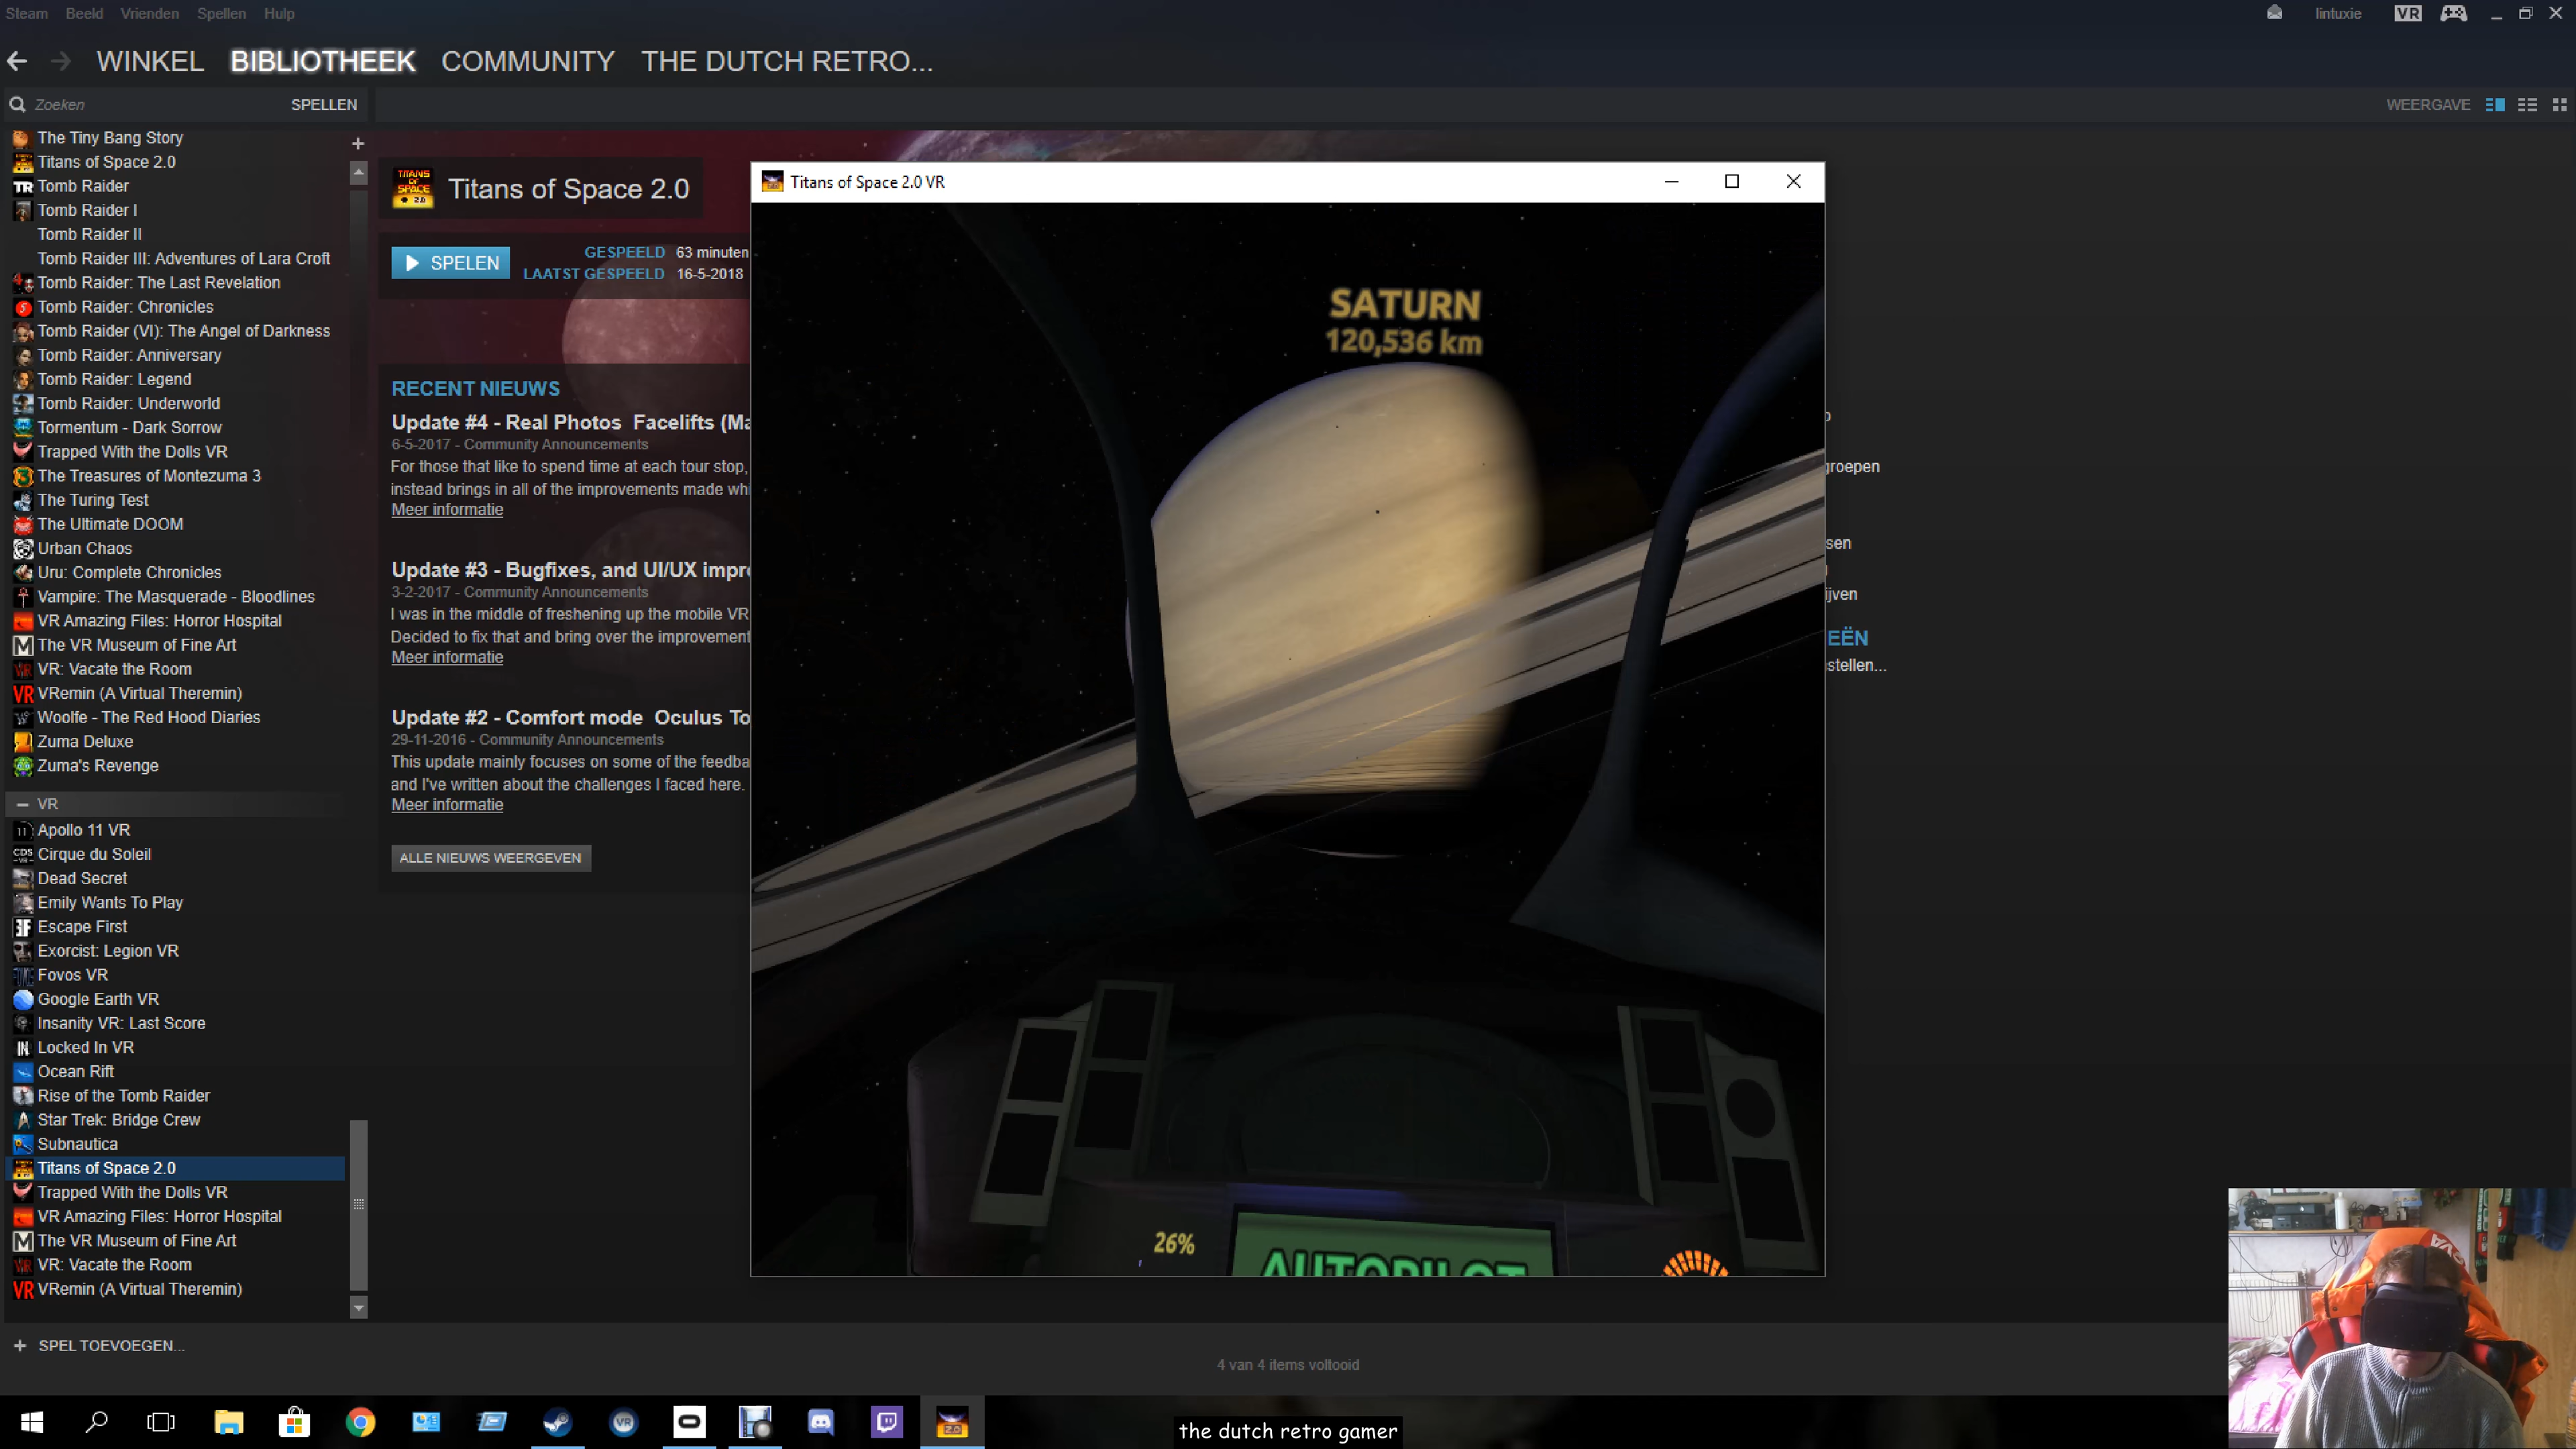 Steam Beeld Vrienden Spellen Hulp
lintuxie VR
WINKEL BIBLIOTHEEK COMMUNITY THE DUTCH RETRO...
Zoeken SPELLEN
WEERGAVE
The Tiny Bang Story
Titans of Space 2.0
Tomb Raider
Tomb Raider I
Tomb Raider II
Tomb Raider III: Adventures of Lara Croft
Tomb Raider: The Last Revelation
Tomb Raider: Chronicles
Tomb Raider (VI): The Angel of Darkness
Tomb Raider: Anniversary
Tomb Raider: Legend
Tomb Raider: Underworld
Tormentum - Dark Sorrow
Trapped With the Dolls VR
The Treasures of Montezuma 3
The Turing Test
The Ultimate DOOM
Urban Chaos
Uru: Complete Chronicles
Vampire: The Masquerade - Bloodlines
VR Amazing Files: Horror Hospital
The VR Museum of Fine Art
VR: Vacate the Room
VRemin (A Virtual Theremin)
Woolfe - The Red Hood Diaries
Zuma Deluxe
Zuma's Revenge
VR
Apollo 11 VR
Cirque du Soleil
Dead Secret
Emily Wants To Play
Escape First
Exorcist: Legion VR
Fovos VR
Google Earth VR
Insanity VR: Last Score
Locked In VR
Ocean Rift
Rise of the Tomb Raider
Star Trek: Bridge Crew
Subnautica
Titans of Space 2.0
Trapped With the Dolls VR
VR Amazing Files: Horror Hospital
The VR Museum of Fine Art
VR: Vacate the Room
VRemin (A Virtual Theremin)
+ SPEL TOEVOEGEN...
TITANS OF SPACE 2.0
Titans of Space 2.0
SPELEN
GESPEELD 63 minuten
LAATST GESPEELD 16-5-2018
RECENT NIEUWS
Update #4 - Real Photos Facelifts (Ma
6-5-2017 - Community Announcements
For those that like to spend time at each tour stop,
instead brings in all of the improvements made whi
Meer informatie
Update #3 - Bugfixes, and UI/UX impro
3-2-2017 - Community Announcements
I was in the middle of freshening up the mobile VR
Decided to fix that and bring over the improvement
Meer informatie
Update #2 - Comfort mode Oculus To
29-11-2016 - Community Announcements
This update mainly focuses on some of the feedba
and I've written about the challenges I faced here.
Meer informatie
ALLE NIEUWS WEERGEVEN
Titans of Space 2.0 VR
SATURN
120,536 km
26%
AUTOPILOT
groepen
sen
ijven
EËN
stellen...
4 van 4 items voltooid
the dutch retro gamer